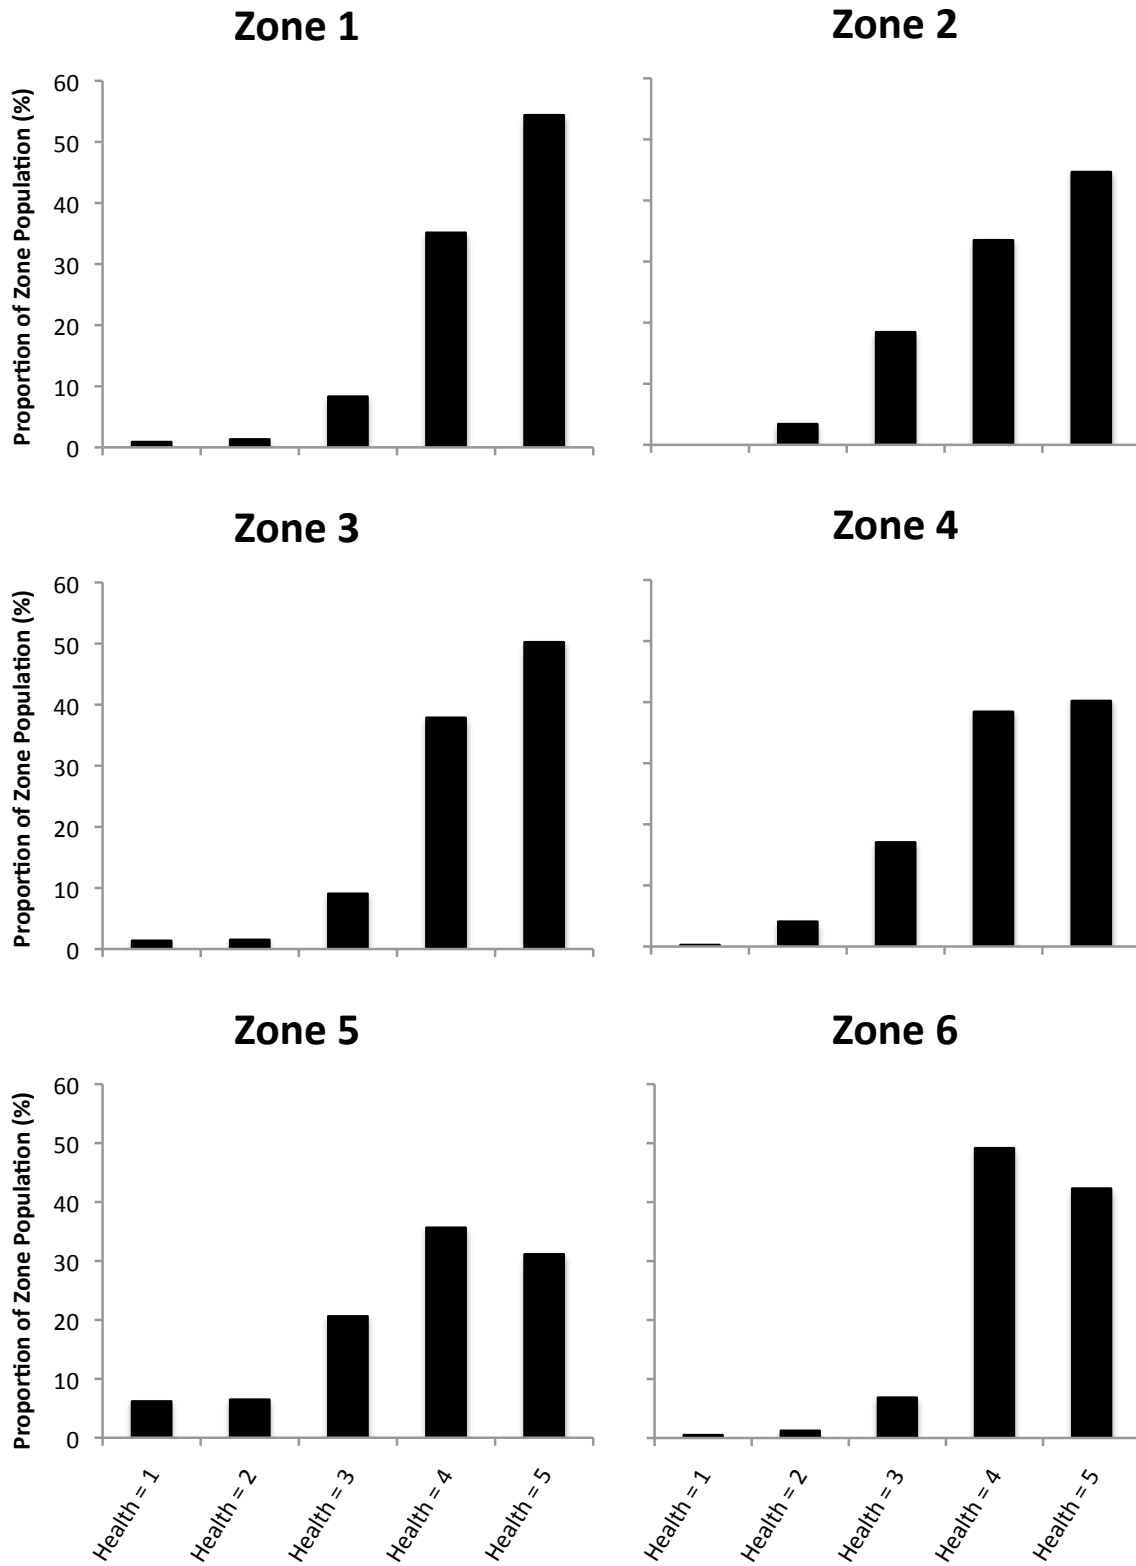 Zone 1
Zone 2
Proportion of Zone Population (%)
60
50
40
30
20
10
0
Zone 3
Zone 4
Proportion of Zone Population (%)
60
50
40
30
20
10
0
Zone 5
Zone 6
Proportion of Zone Population (%)
60
50
40
30
20
10
0
Health = 1
Health = 2
Health = 3
Health = 4
Health = 5
Health = 1
Health = 2
Health = 3
Health = 4
Health = 5